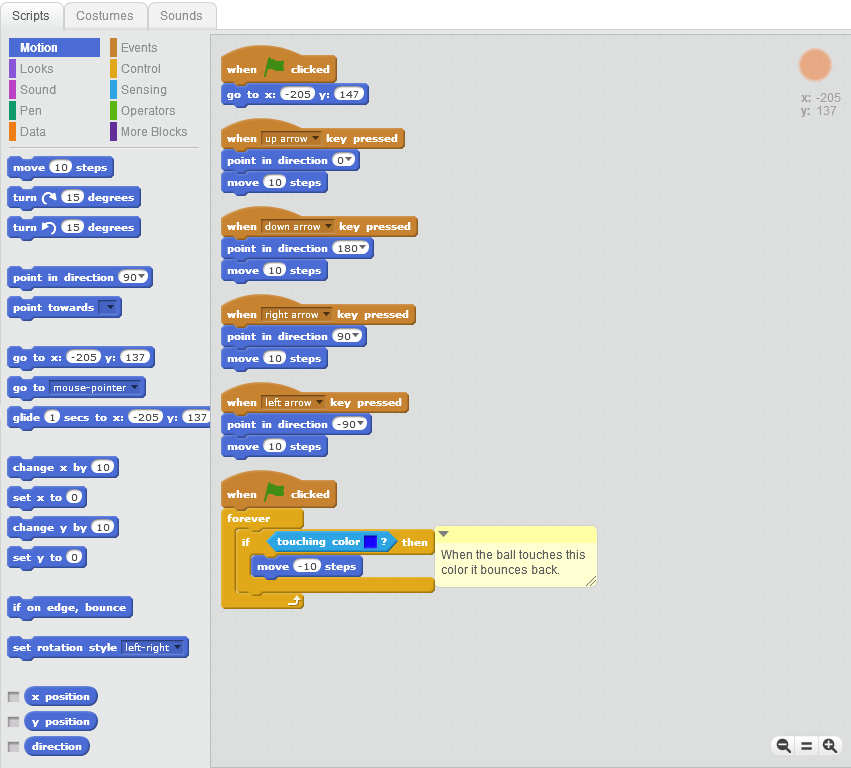 Scripts
Costumes
Sounds
Motion
Events
Looks
Control
Sound
Sensing
Pen
Operators
Data
More Blocks
move 10 steps
turn 15 degrees
turn 15 degrees
point in direction 90
point towards
go to x: -205 y: 137
go to mouse-pointer
glide 1 secs to x: -205 y: 137
change x by 10
set x to 0
change y by 10
set y to 0
if on edge, bounce
set rotation style left-right
x position
y position
direction
when clicked
go to x: -205 y: 147
when up arrow key pressed
point in direction 0
move 10 steps
when down arrow key pressed
point in direction 180
move 10 steps
when right arrow key pressed
point in direction 90
move 10 steps
when left arrow key pressed
point in direction -90
move 10 steps
when clicked
forever
if touching color ? then
move -10 steps
When the ball touches this
color it bounces back.
x: -205
y: 137